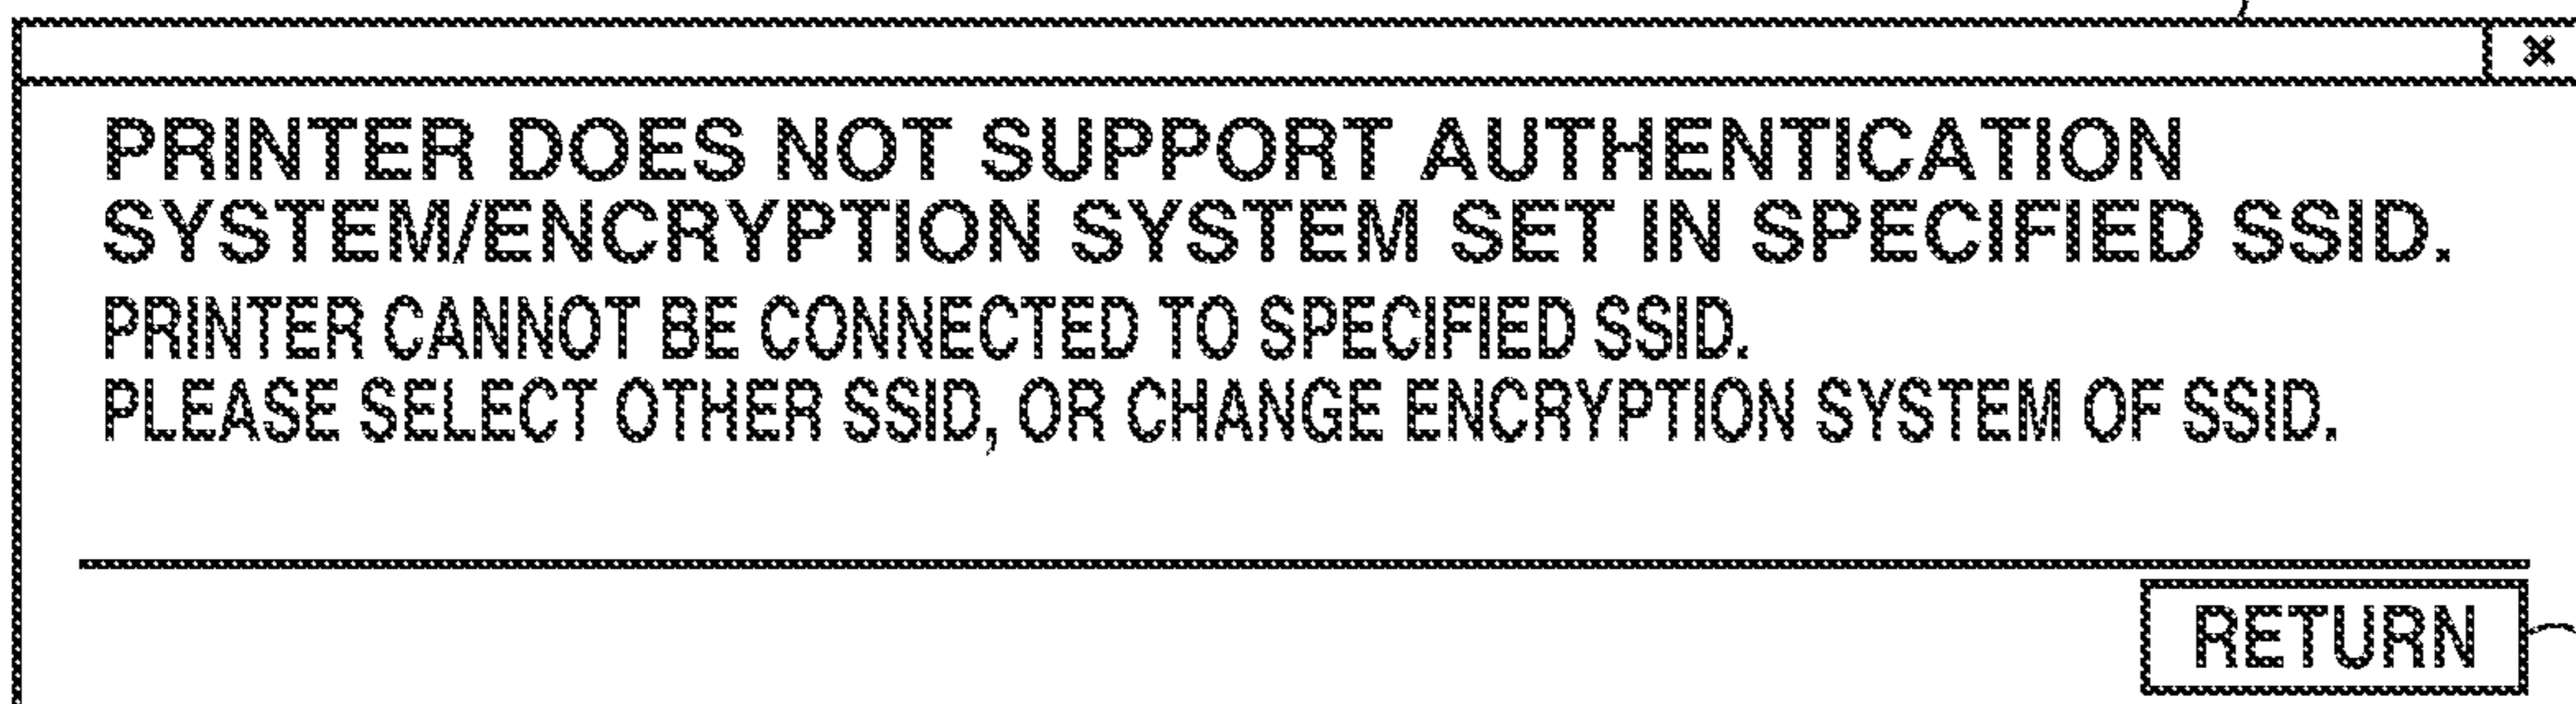 ×
PRINTER DOES NOT SUPPORT AUTHENTICATION
SYSTEM/ENCRYPTION SYSTEM SET IN SPECIFIED SSID.
PRINTER CANNOT BE CONNECTED TO SPECIFIED SSID.
PLEASE SELECT OTHER SSID, OR CHANGE ENCRYPTION SYSTEM OF SSID.
RETURN